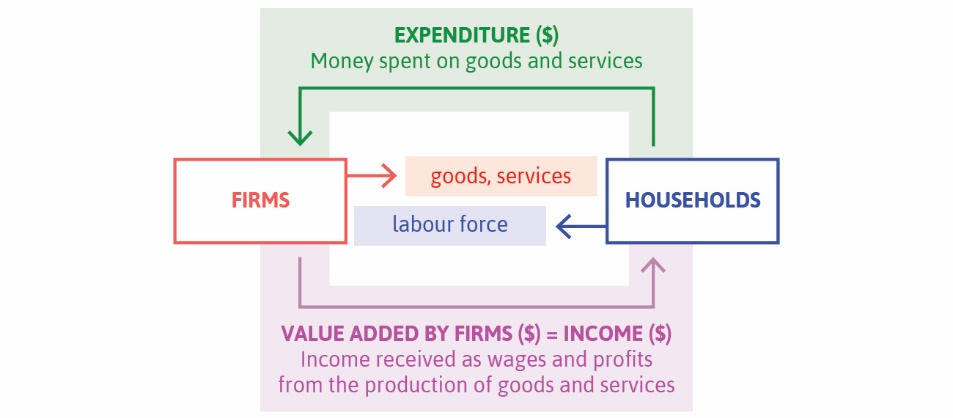 EXPENDITURE ($)
Money spent on goods and services
goods, services
FIRMS
HOUSEHOLDS
labour force
VALUE ADDED BY FIRMS ($) = INCOME ($)
Income received as wages and profits
from the production of goods and services